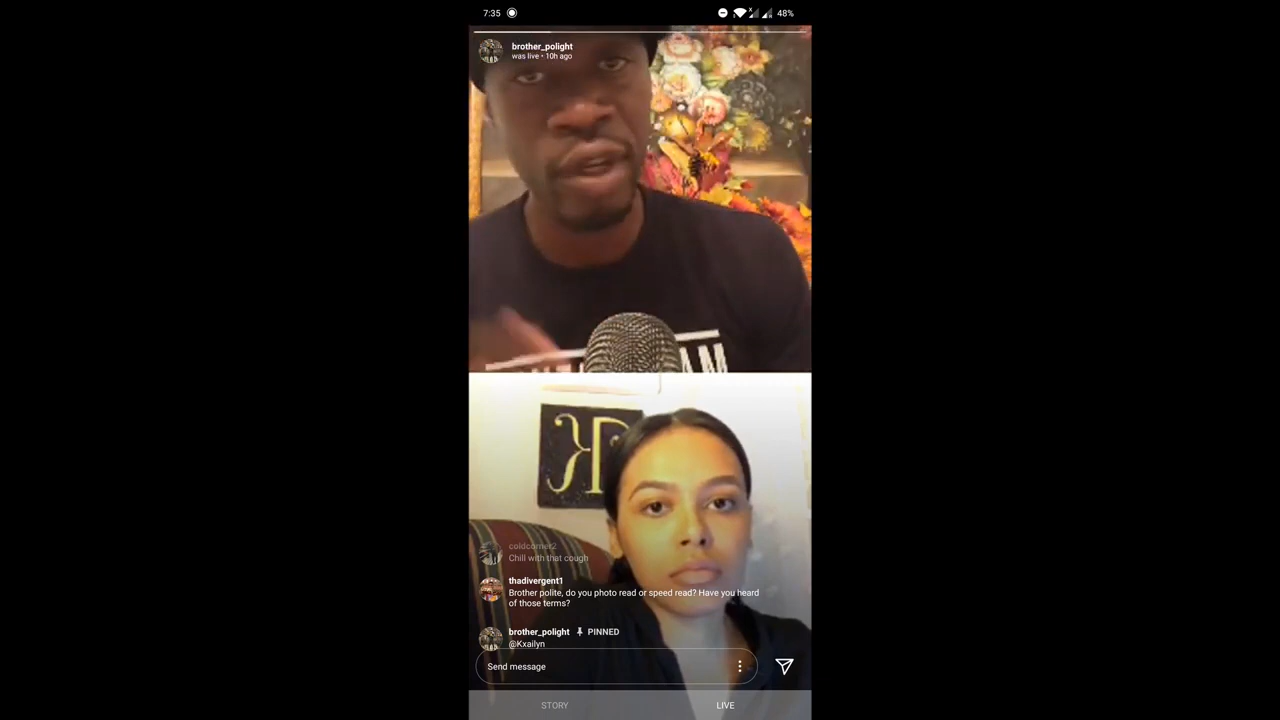 7:35
48%
brother_polight
was live • 10h ago
coldcorner2
Chill with that cough
thadivergent1
Brother polite, do you photo read or speed read? Have you heard
of those terms?
brother_polight PINNED
@Kxailyn
Send message
STORY LIVE